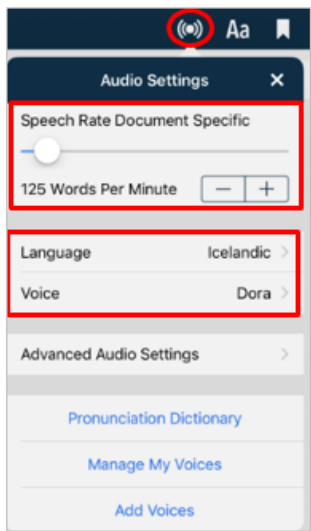 Aa
Audio Settings ×
Speech Rate Document Specific
125 Words Per Minute − +
Language Icelandic >
Voice Dora >
Advanced Audio Settings >
Pronunciation Dictionary
Manage My Voices
Add Voices